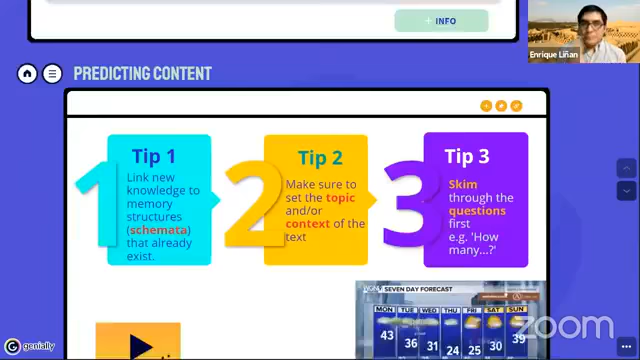 + INFO
Enrique Liñan
PREDICTING CONTENT
1
Tip 1
Link new
knowledge to
memory
structures
(schemata)
that already
exist.
2
Tip 2
Make sure to
set the topic
and/or
context of the
text
3
Tip 3
Skim
through the
questions
first
e.g. 'How
many...?'
SEVEN DAY FORECAST
MON TUE WED THU FRI SAT SUN
43 36 31 24 25 30 39
zoom
genially